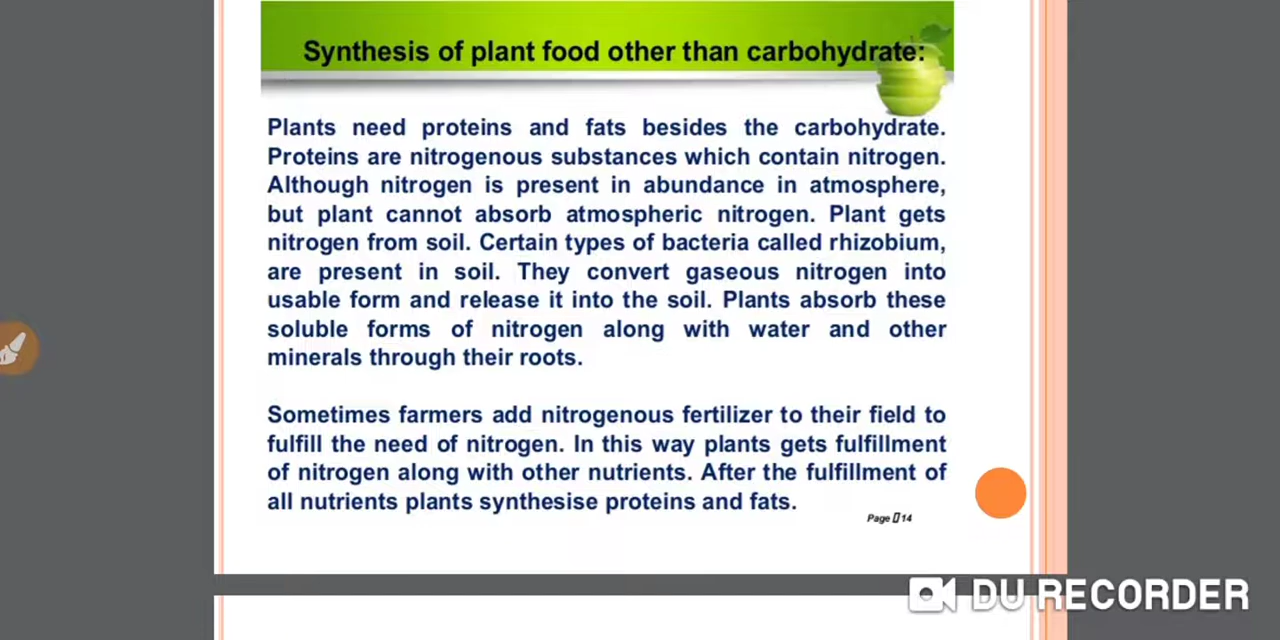 Synthesis of plant food other than carbohydrate:
Plants need proteins and fats besides the carbohydrate.
Proteins are nitrogenous substances which contain nitrogen.
Although nitrogen is present in abundance in atmosphere,
but plant cannot absorb atmospheric nitrogen. Plant gets
nitrogen from soil. Certain types of bacteria called rhizobium,
are present in soil. They convert gaseous nitrogen into
usable form and release it into the soil. Plants absorb these
soluble forms of nitrogen along with water and other
minerals through their roots.
Sometimes farmers add nitrogenous fertilizer to their field to
fulfill the need of nitrogen. In this way plants gets fulfillment
of nitrogen along with other nutrients. After the fulfillment of
all nutrients plants synthesise proteins and fats.
Page 14
DU RECORDER